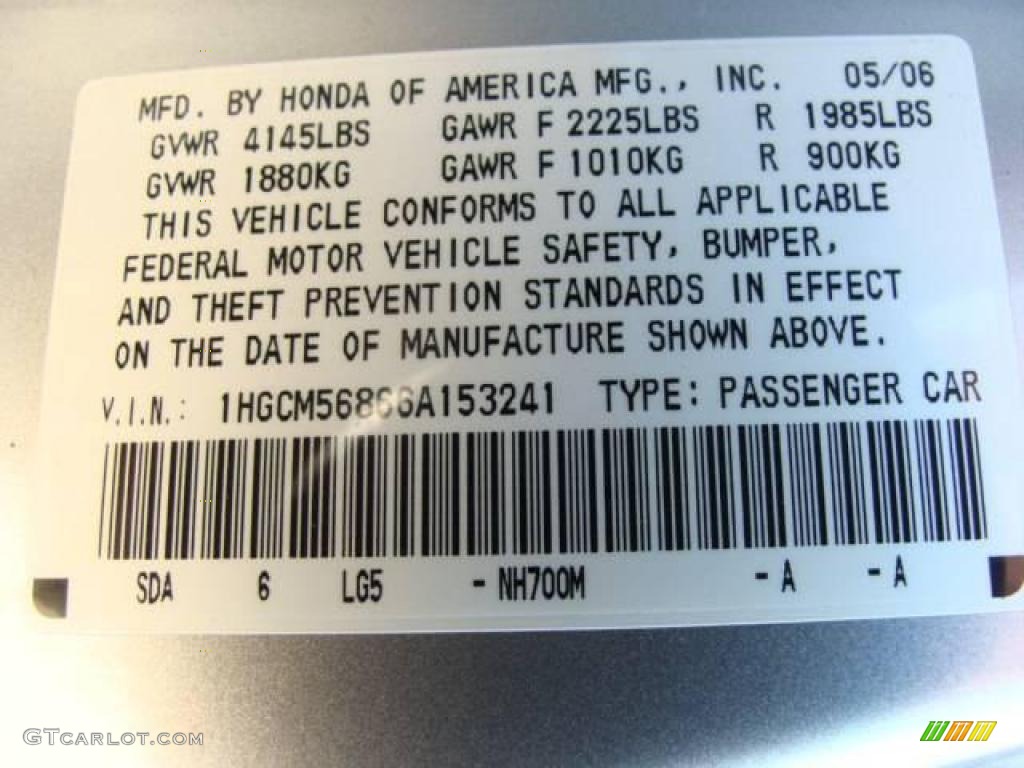 MFD. BY HONDA OF AMERICA MFG., INC. 05/06
GVWR 4145LBS GAWR F 2225LBS R 1985LBS
GVWR 1880KG GAWR F 1010KG R 900KG
THIS VEHICLE CONFORMS TO ALL APPLICABLE
FEDERAL MOTOR VEHICLE SAFETY, BUMPER,
AND THEFT PREVENTION STANDARDS IN EFFECT
ON THE DATE OF MANUFACTURE SHOWN ABOVE.
V.I.N.: 1HGCM56866A153241 TYPE: PASSENGER CAR
SDA 6 LG5 - NH700M - A - A
GTCARLOT.COM